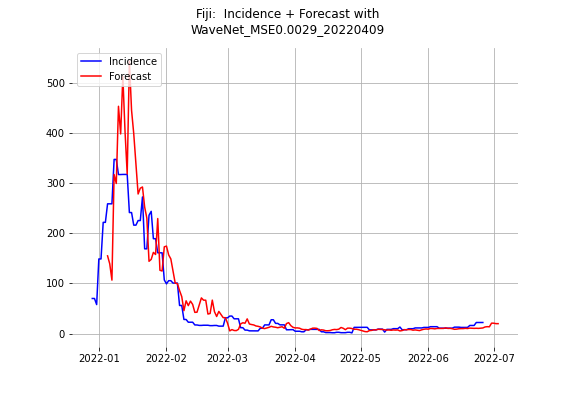 Fiji: Incidence + Forecast with
WaveNet_MSE0.0029_20220409
Incidence
Forecast
500
400
300
200
100
0
2022-01 2022-02 2022-03 2022-04 2022-05 2022-06 2022-07